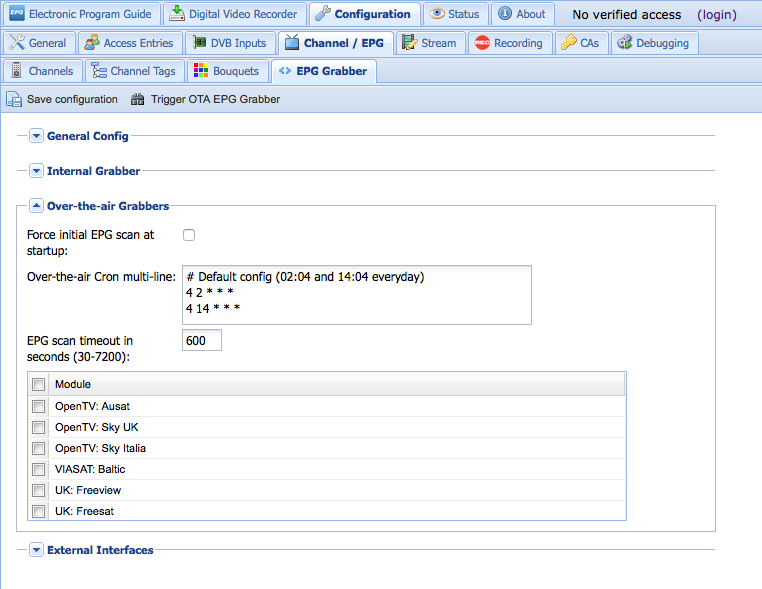 EPG Electronic Program Guide Digital Video Recorder Configuration Status About No verified access (login)
General Access Entries DVB Inputs Channel / EPG Stream REC Recording CAs Debugging
Channels Channel Tags Bouquets EPG Grabber
Save configuration Trigger OTA EPG Grabber
General Config
Internal Grabber
Over-the-air Grabbers
Force initial EPG scan at
startup:
Over-the-air Cron multi-line: # Default config (02:04 and 14:04 everyday)
4 2 * * *
4 14 * * *
EPG scan timeout in
seconds (30-7200):
600
Module
OpenTV: Ausat
OpenTV: Sky UK
OpenTV: Sky Italia
VIASAT: Baltic
UK: Freeview
UK: Freesat
External Interfaces